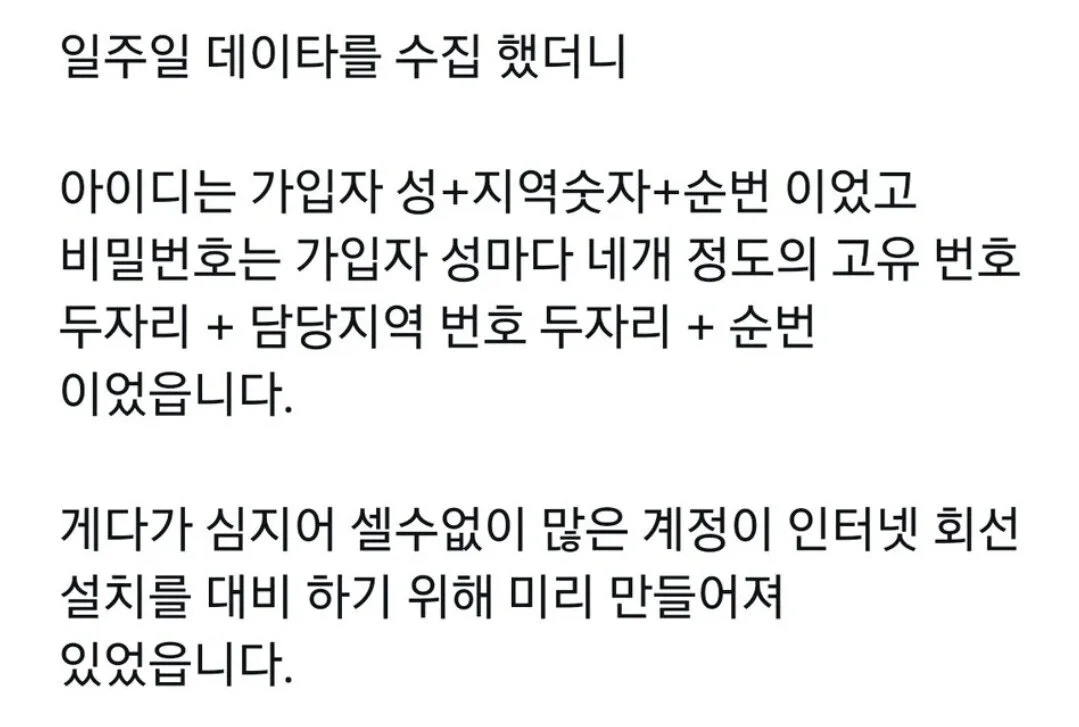 일주일 데이타를 수집 했더니
아이디는 가입자 성+지역숫자+순번 이었고
비밀번호는 가입자 성마다 네개 정도의 고유 번호
두자리 + 담당지역 번호 두자리 + 순번
이었읍니다.
게다가 심지어 셀수없이 많은 계정이 인터넷 회선
설치를 대비 하기 위해 미리 만들어져
있었읍니다.